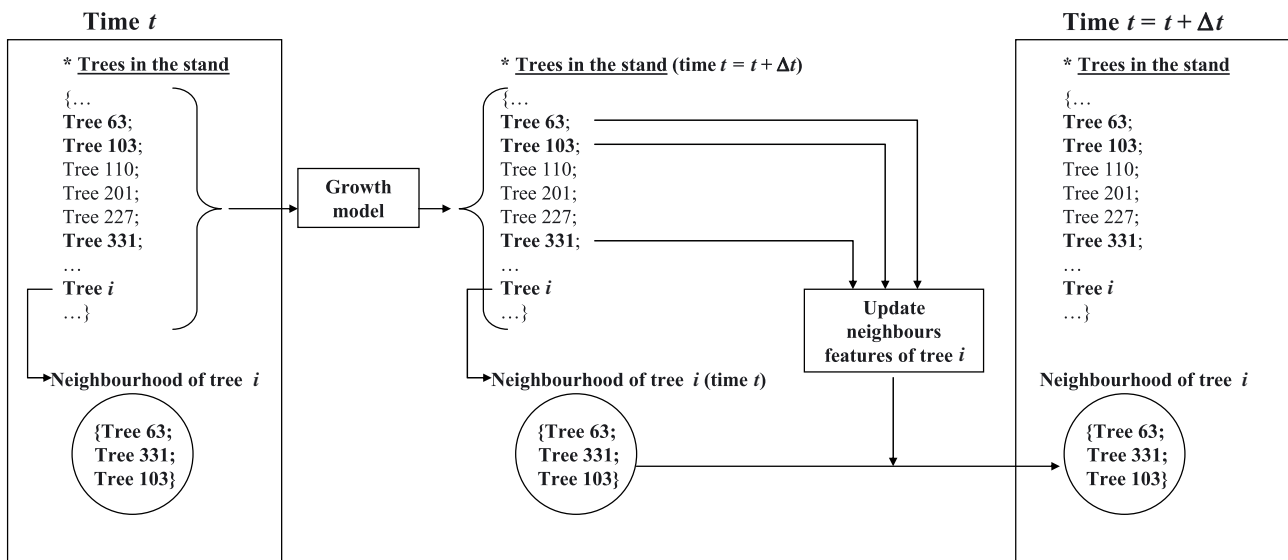 Time t
* Trees in the stand
{…
Tree 63;
Tree 103;
Tree 110;
Tree 201;
Tree 227;
Tree 331;
…
Tree i
…}
Neighbourhood of tree i
{Tree 63;
Tree 331;
Tree 103}
Growth
model
* Trees in the stand (time t = t + Δt)
{…
Tree 63;
Tree 103;
Tree 110;
Tree 201;
Tree 227;
Tree 331;
…
Tree i
…}
Neighbourhood of tree i (time t)
{Tree 63;
Tree 331;
Tree 103}
Update
neighbours
features of tree i
Time t = t + Δt
* Trees in the stand
{…
Tree 63;
Tree 103;
Tree 110;
Tree 201;
Tree 227;
Tree 331;
…
Tree i
…}
Neighbourhood of tree i
{Tree 63;
Tree 331;
Tree 103}